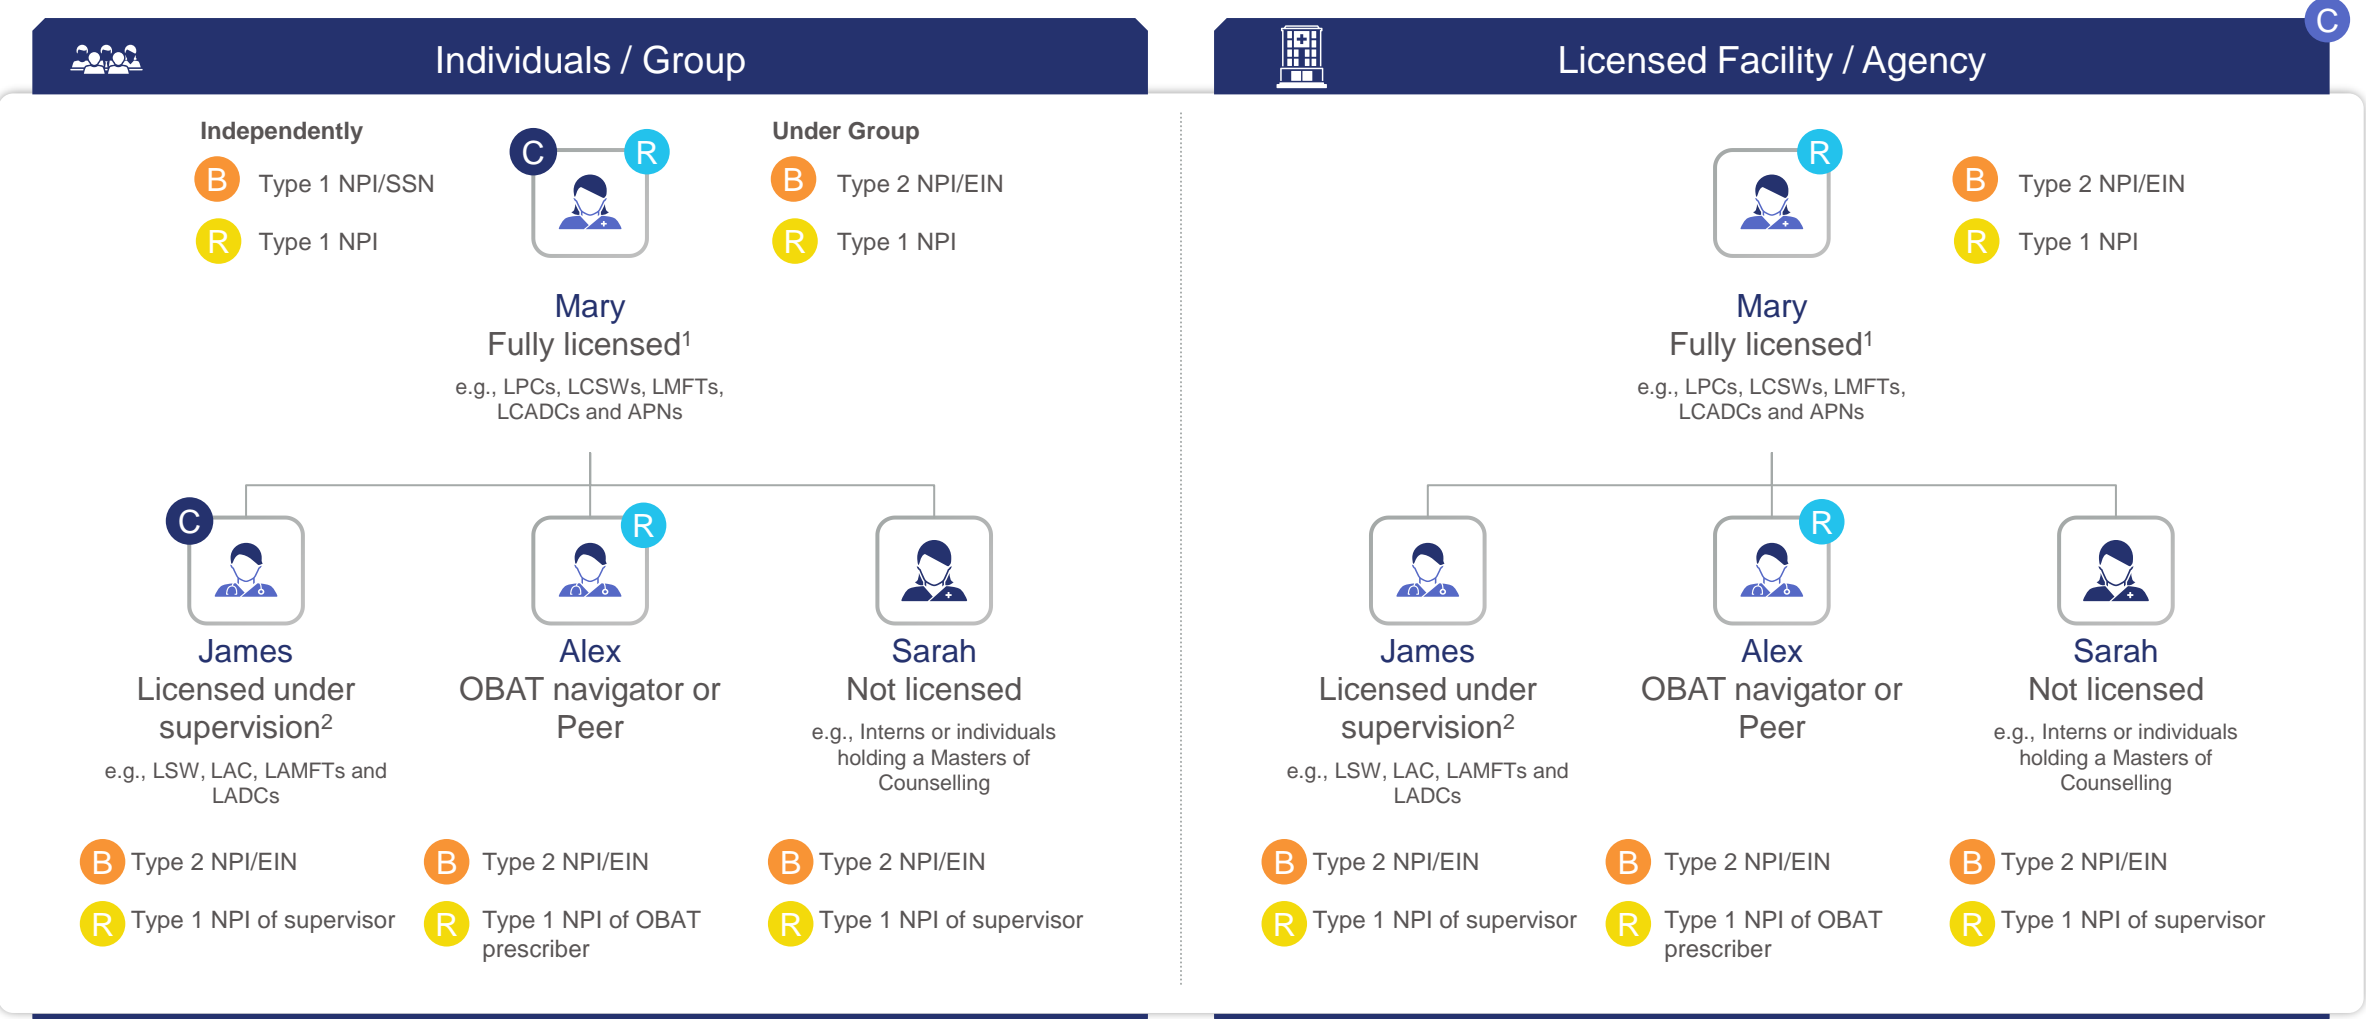 C
Individuals / Group
Licensed Facility / Agency
Independently
B Type 1 NPI/SSN
R Type 1 NPI
C R
Under Group
B Type 2 NPI/EIN
R Type 1 NPI
Mary
Fully licensed1
e.g., LPCs, LCSWs, LMFTs,
LCADCs and APNs
C
R
James
Licensed under
supervision2
e.g., LSW, LAC, LAMFTs and
LADCs
B Type 2 NPI/EIN
R Type 1 NPI of supervisor
Alex
OBAT navigator or
Peer
B Type 2 NPI/EIN
R Type 1 NPI of OBAT
prescriber
Sarah
Not licensed
e.g., Interns or individuals
holding a Masters of
Counselling
B Type 2 NPI/EIN
R Type 1 NPI of supervisor
R
B Type 2 NPI/EIN
R Type 1 NPI
Mary
Fully licensed1
e.g., LPCs, LCSWs, LMFTs,
LCADCs and APNs
R
James
Licensed under
supervision2
e.g., LSW, LAC, LAMFTs and
LADCs
B Type 2 NPI/EIN
R Type 1 NPI of supervisor
Alex
OBAT navigator or
Peer
B Type 2 NPI/EIN
R Type 1 NPI of OBAT
prescriber
Sarah
Not licensed
e.g., Interns or individuals
holding a Masters of
Counselling
B Type 2 NPI/EIN
R Type 1 NPI of supervisor